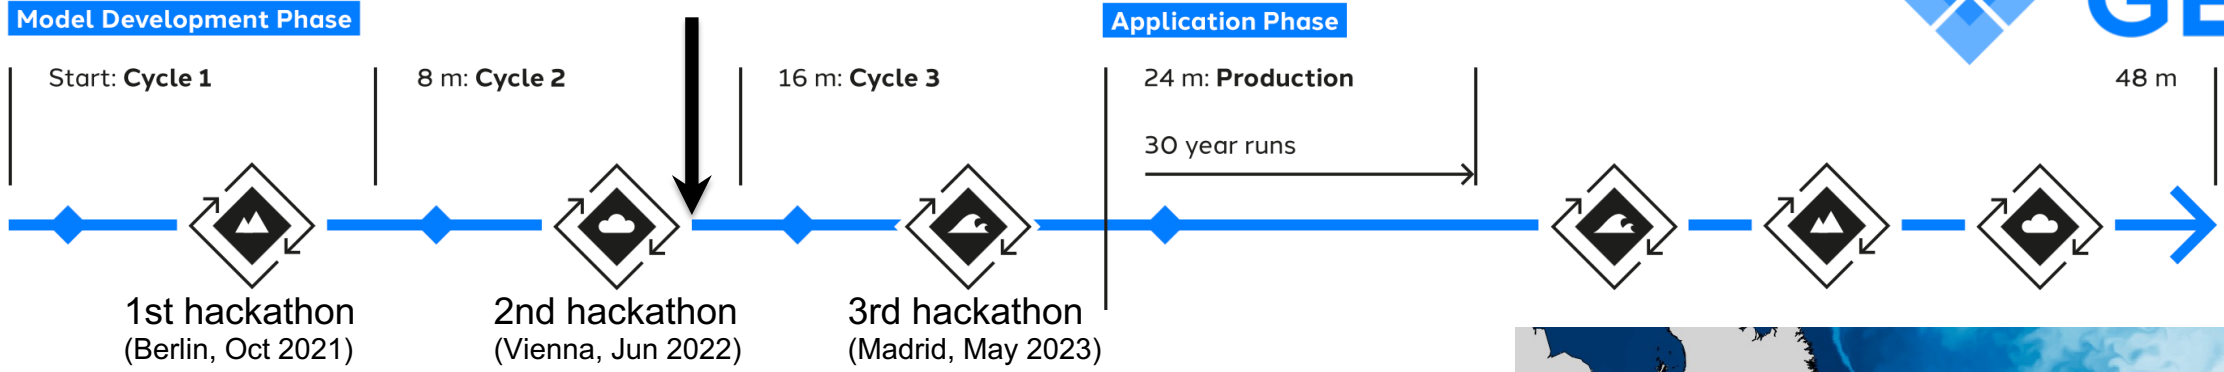 Model Development Phase
Application Phase
Start: Cycle 1
8 m: Cycle 2
16 m: Cycle 3
24 m: Production
48 m
30 year runs
1st hackathon
(Berlin, Oct 2021)
2nd hackathon
(Vienna, Jun 2022)
3rd hackathon
(Madrid, May 2023)